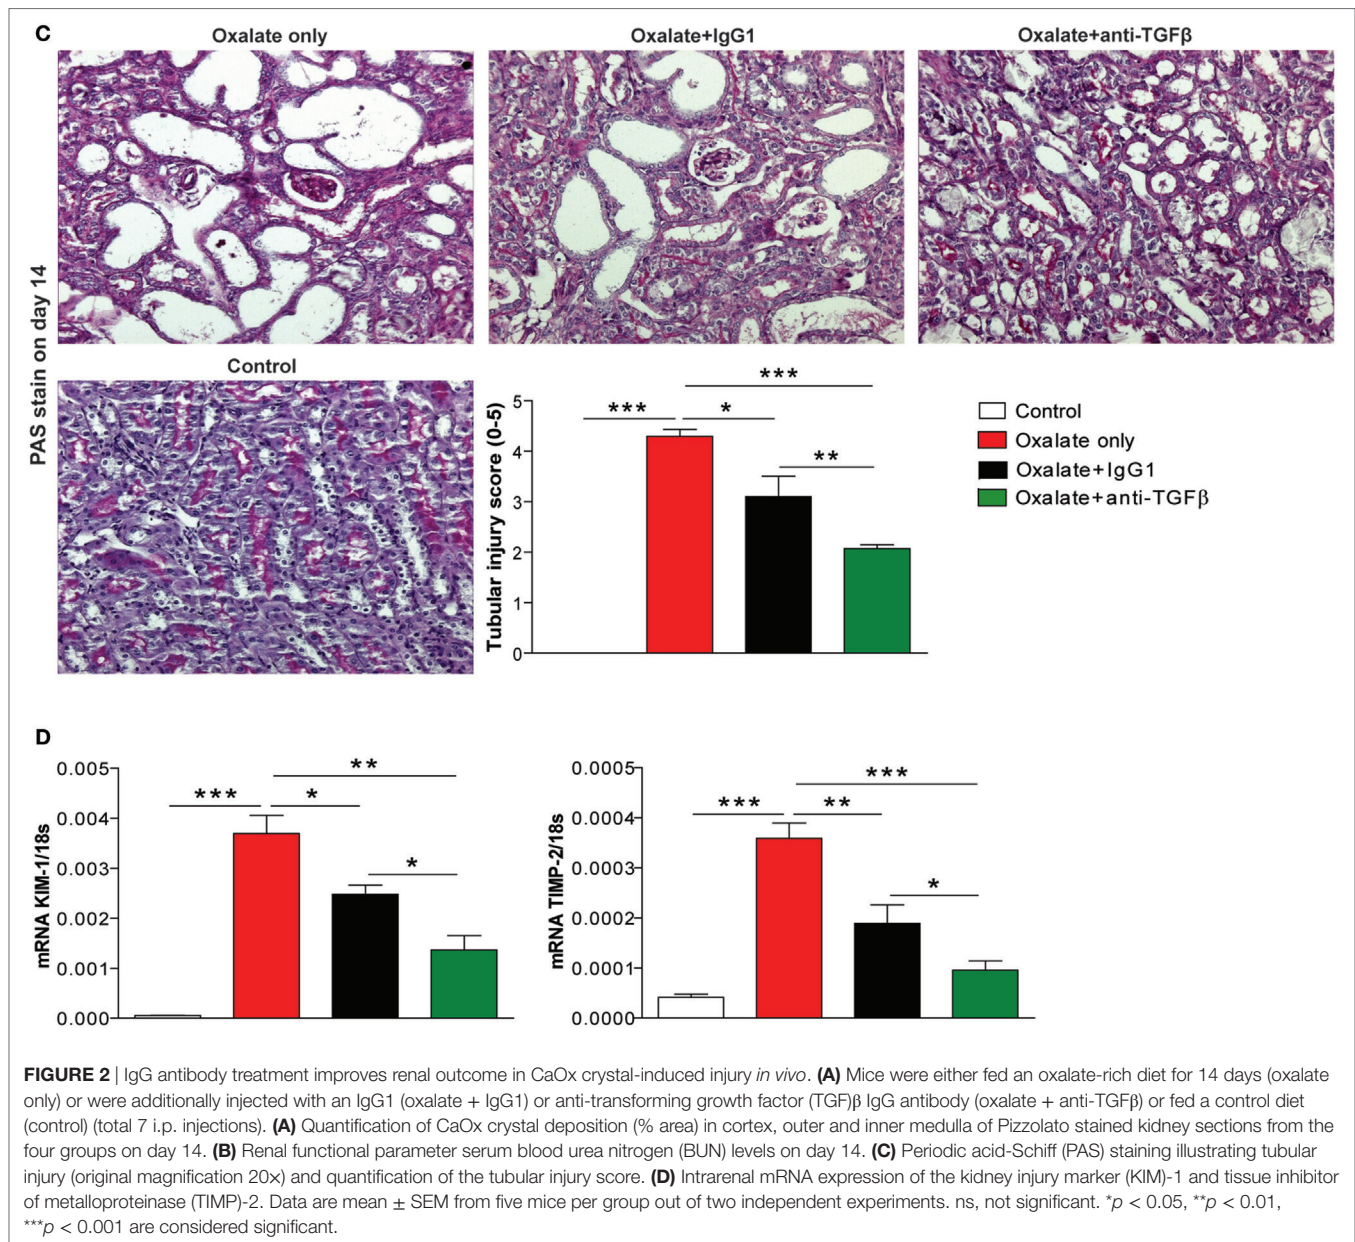 C
Oxalate only
Oxalate+IgG1
Oxalate+anti-TGFβ
PAS stain on day 14
Control
Tubular injury score (0-5)
5
4
3
2
1
0
***
*
***
**
Control
Oxalate only
Oxalate+IgG1
Oxalate+anti-TGFβ
D
mRNA KIM-1/18s
0.005
0.004
0.003
0.002
0.001
0.000
***
*
**
*
mRNA TIMP-2/18s
0.0005
0.0004
0.0003
0.0002
0.0001
0.0000
***
**
***
*
FIGURE 2 | IgG antibody treatment improves renal outcome in CaOx crystal-induced injury in vivo. (A) Mice were either fed an oxalate-rich diet for 14 days (oxalate
only) or were additionally injected with an IgG1 (oxalate + IgG1) or anti-transforming growth factor (TGF)β IgG antibody (oxalate + anti-TGFβ) or fed a control diet
(control) (total 7 i.p. injections). (A) Quantification of CaOx crystal deposition (% area) in cortex, outer and inner medulla of Pizzolato stained kidney sections from the
four groups on day 14. (B) Renal functional parameter serum blood urea nitrogen (BUN) levels on day 14. (C) Periodic acid-Schiff (PAS) staining illustrating tubular
injury (original magnification 20×) and quantification of the tubular injury score. (D) Intrarenal mRNA expression of the kidney injury marker (KIM)-1 and tissue inhibitor
of metalloproteinase (TIMP)-2. Data are mean ± SEM from five mice per group out of two independent experiments. ns, not significant. *p < 0.05, **p < 0.01,
***p < 0.001 are considered significant.